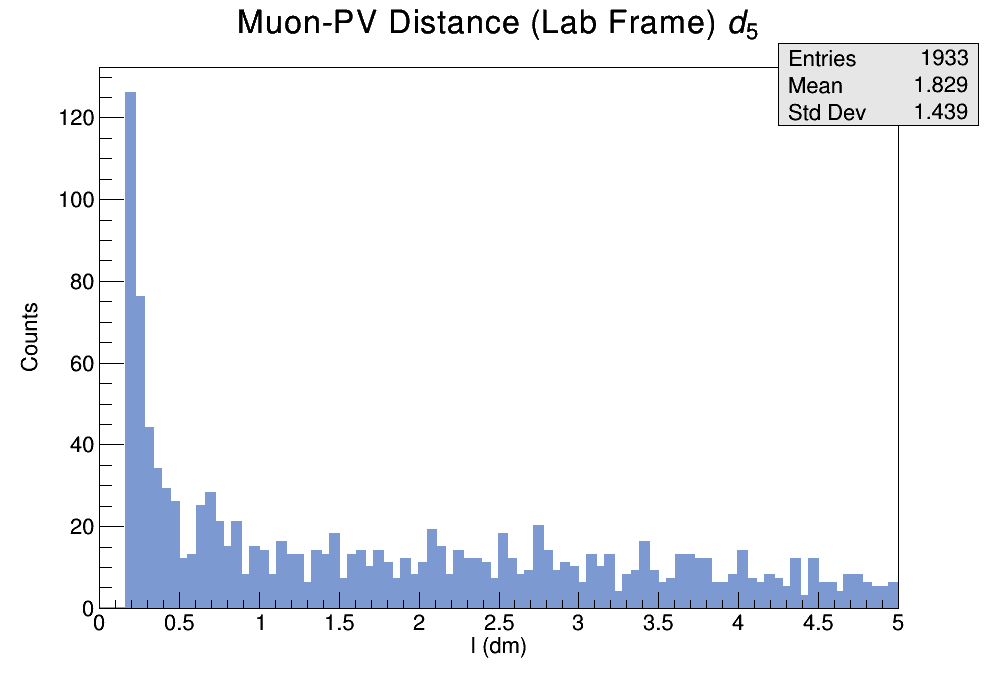 Muon-PV Distance (Lab Frame) d5
Entries 1933
Mean 1.829
Std Dev 1.439
120
100
80
60
40
20
0
Counts
0 0.5 1 1.5 2 2.5 3 3.5 4 4.5 5
l (dm)